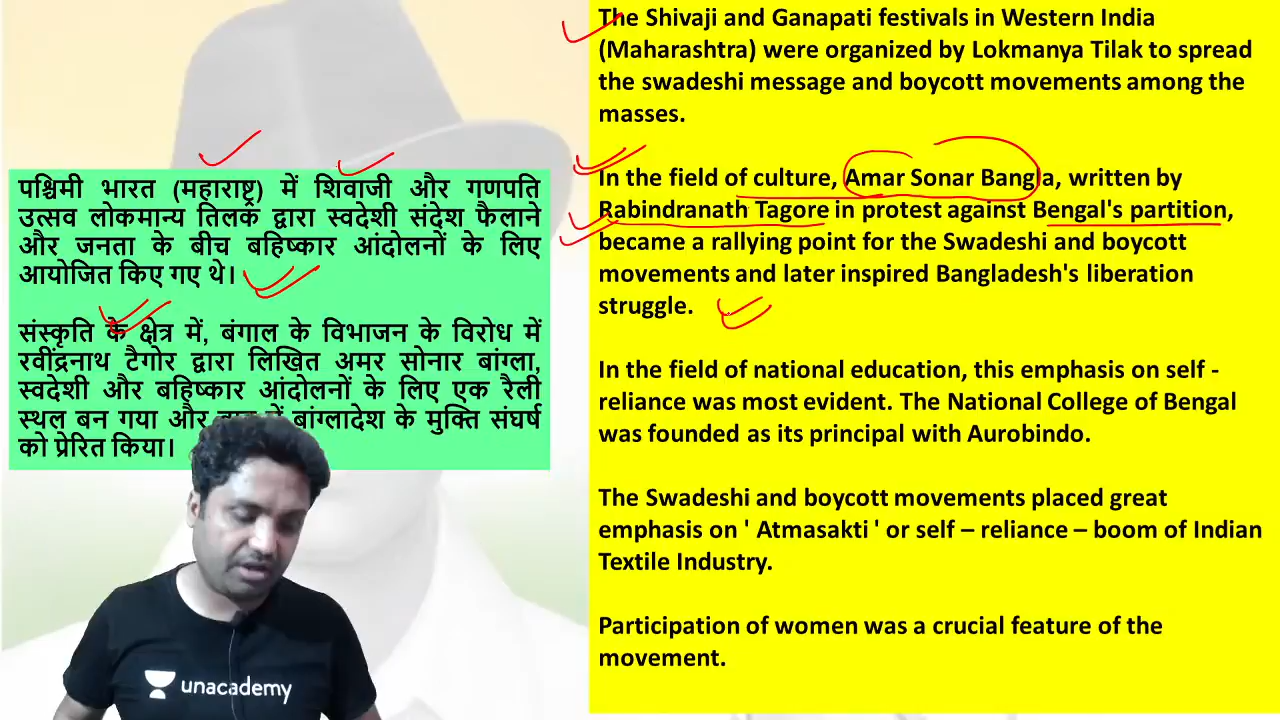 The Shivaji and Ganapati festivals in Western India
(Maharashtra) were organized by Lokmanya Tilak to spread
the swadeshi message and boycott movements among the
masses.
In the field of culture, Amar Sonar Bangla, written by
Rabindranath Tagore in protest against Bengal's partition,
became a rallying point for the Swadeshi and boycott
movements and later inspired Bangladesh's liberation
struggle.
In the field of national education, this emphasis on self -
reliance was most evident. The National College of Bengal
was founded as its principal with Aurobindo.
The Swadeshi and boycott movements placed great
emphasis on ' Atmasakti ' or self – reliance – boom of Indian
Textile Industry.
Participation of women was a crucial feature of the
movement.
पश्चिमी भारत (महाराष्ट्र) में शिवाजी और गणपति
उत्सव लोकमान्य तिलक द्वारा स्वदेशी संदेश फैलाने
और जनता के बीच बहिष्कार आंदोलनों के लिए
आयोजित किए गए थे।
संस्कृति के क्षेत्र में, बंगाल के विभाजन के विरोध में
रवींद्रनाथ टैगोर द्वारा लिखित अमर सोनार बांग्ला,
स्वदेशी और बहिष्कार आंदोलनों के लिए एक रैली
स्थल बन गया और में बांग्लादेश के मुक्ति संघर्ष
को प्रेरित किया।
unacademy